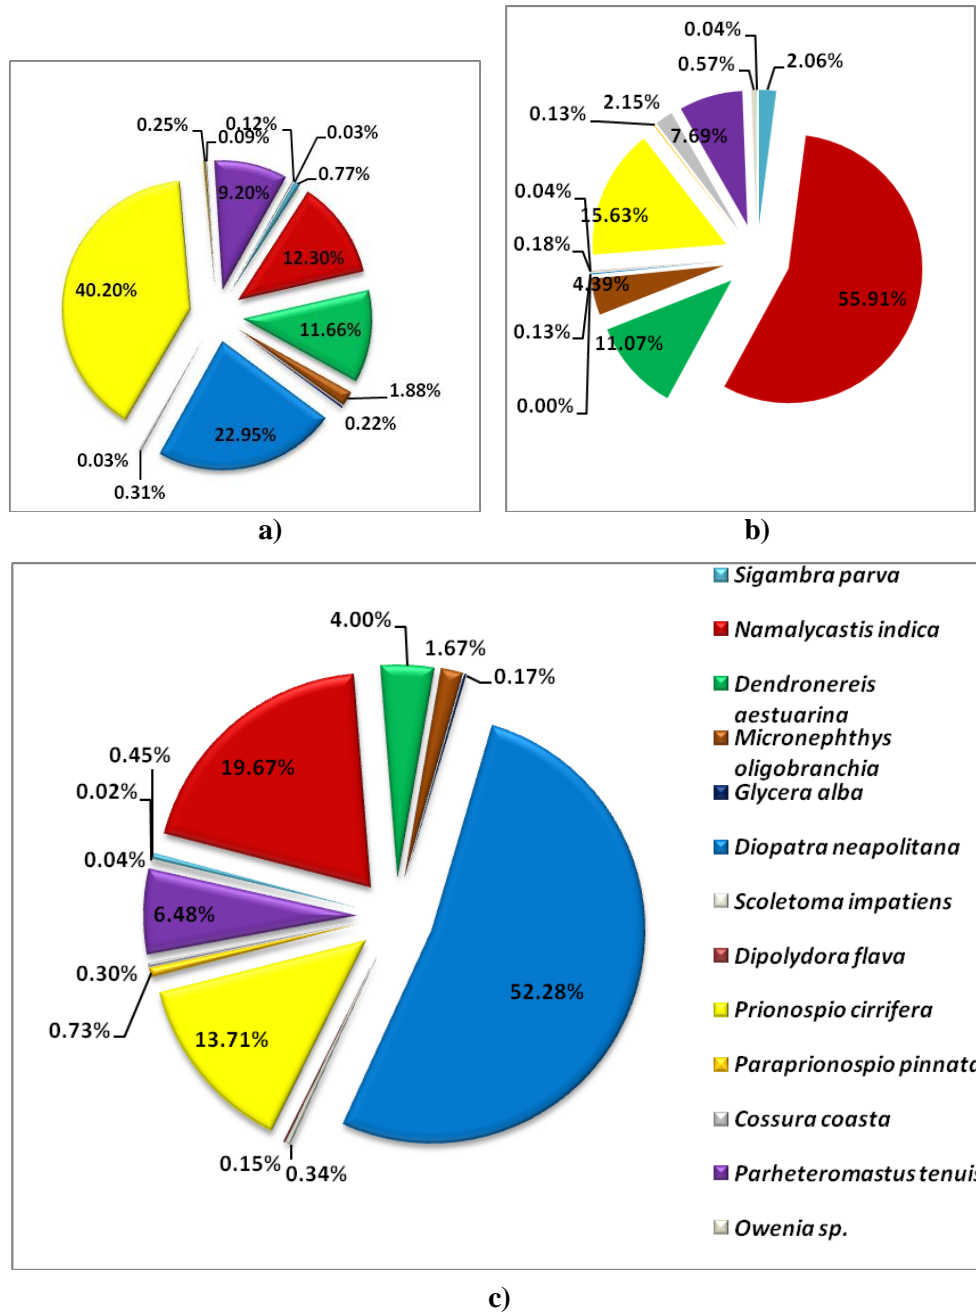 0.25%
0.12%
0.09%
0.03%
0.77%
9.20%
12.30%
40.20%
11.66%
1.88%
0.22%
22.95%
0.03%
0.31%
a)
0.04%
0.57%
2.06%
2.15%
0.13%
7.69%
0.04%
15.63%
0.18%
4.39%
55.91%
0.13%
11.07%
0.00%
b)
4.00%
1.67%
0.17%
0.45%
19.67%
0.02%
0.04%
6.48%
0.30%
52.28%
0.73%
13.71%
0.15%
0.34%
Sigambra parva
Namalycastis indica
Dendronereis
aestuarina
Micronephthys
oligobranchia
Glycera alba
Diopatra neapolitana
Scoletoma impatiens
Dipolydora flava
Prionospio cirrifera
Paraprionospio pinnata
Cossura coasta
Parheteromastus tenuis
Owenia sp.
c)